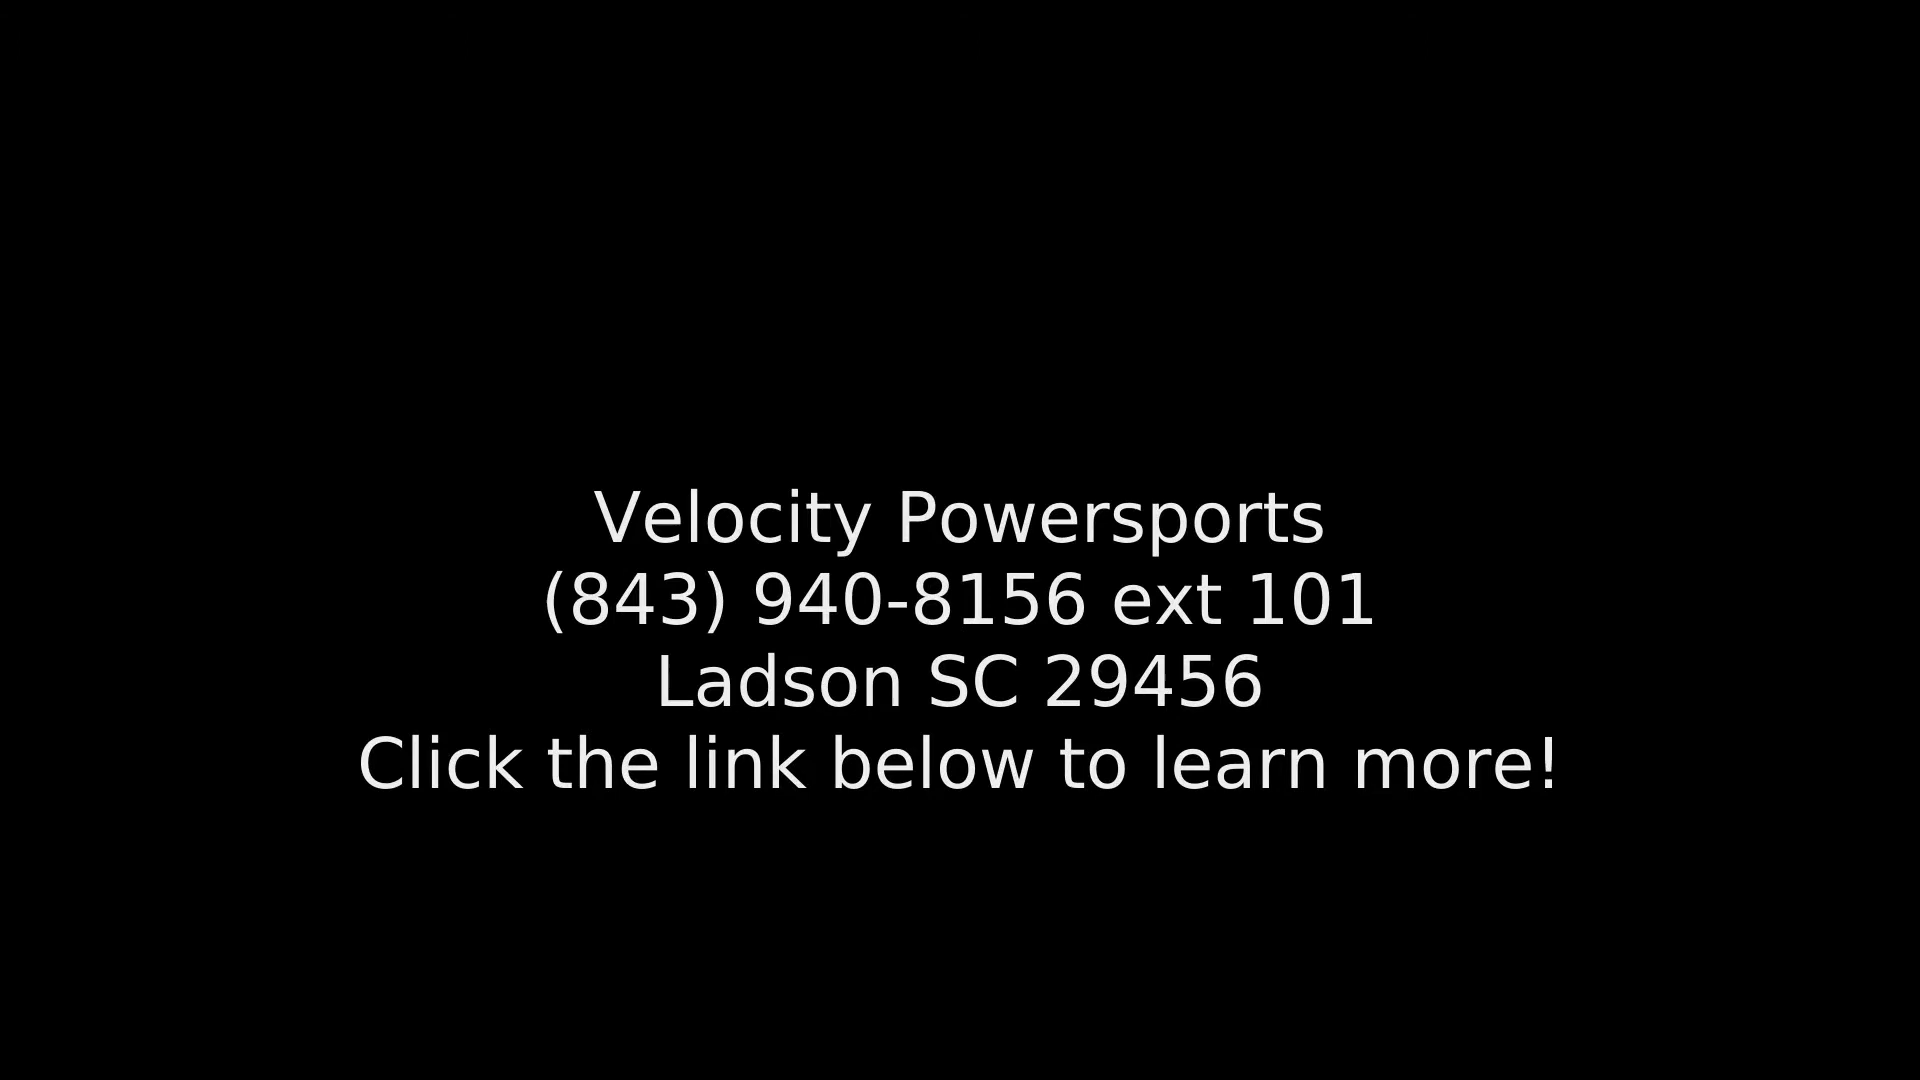 Velocity Powersports
(843) 940-8156 ext 101
Ladson SC 29456
Click the link below to learn more!